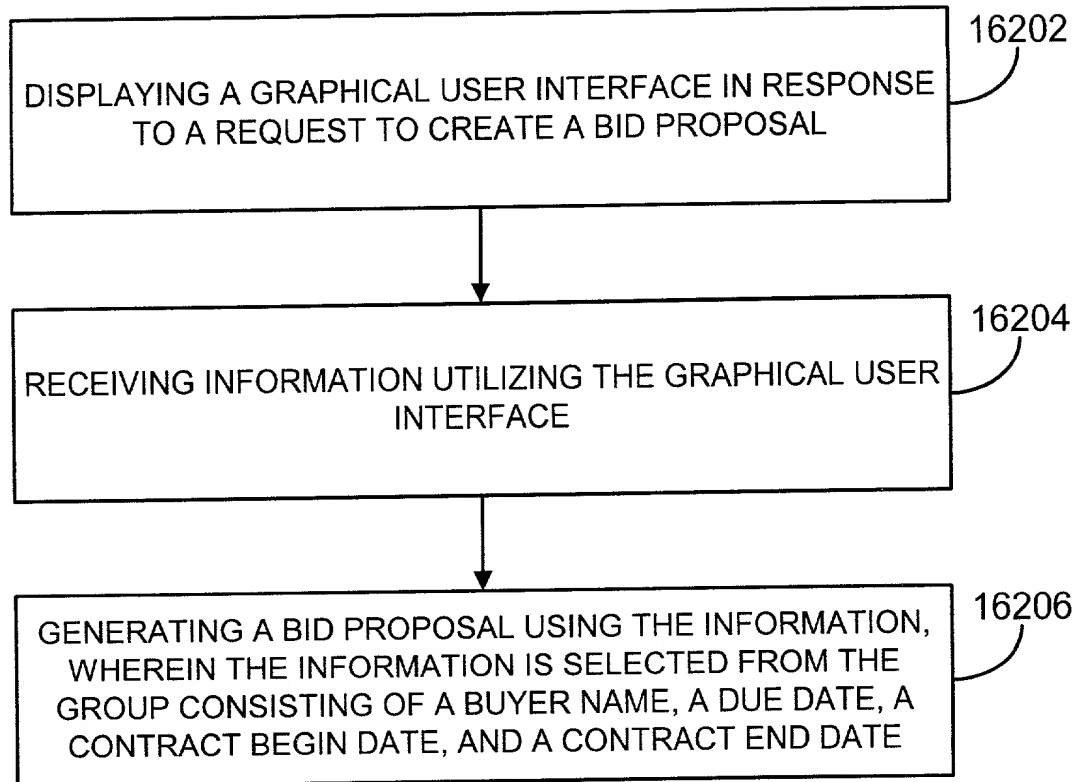 16202
DISPLAYING A GRAPHICAL USER INTERFACE IN RESPONSE
TO A REQUEST TO CREATE A BID PROPOSAL
16204
RECEIVING INFORMATION UTILIZING THE GRAPHICAL USER
INTERFACE
16206
GENERATING A BID PROPOSAL USING THE INFORMATION,
WHEREIN THE INFORMATION IS SELECTED FROM THE
GROUP CONSISTING OF A BUYER NAME, A DUE DATE, A
CONTRACT BEGIN DATE, AND A CONTRACT END DATE